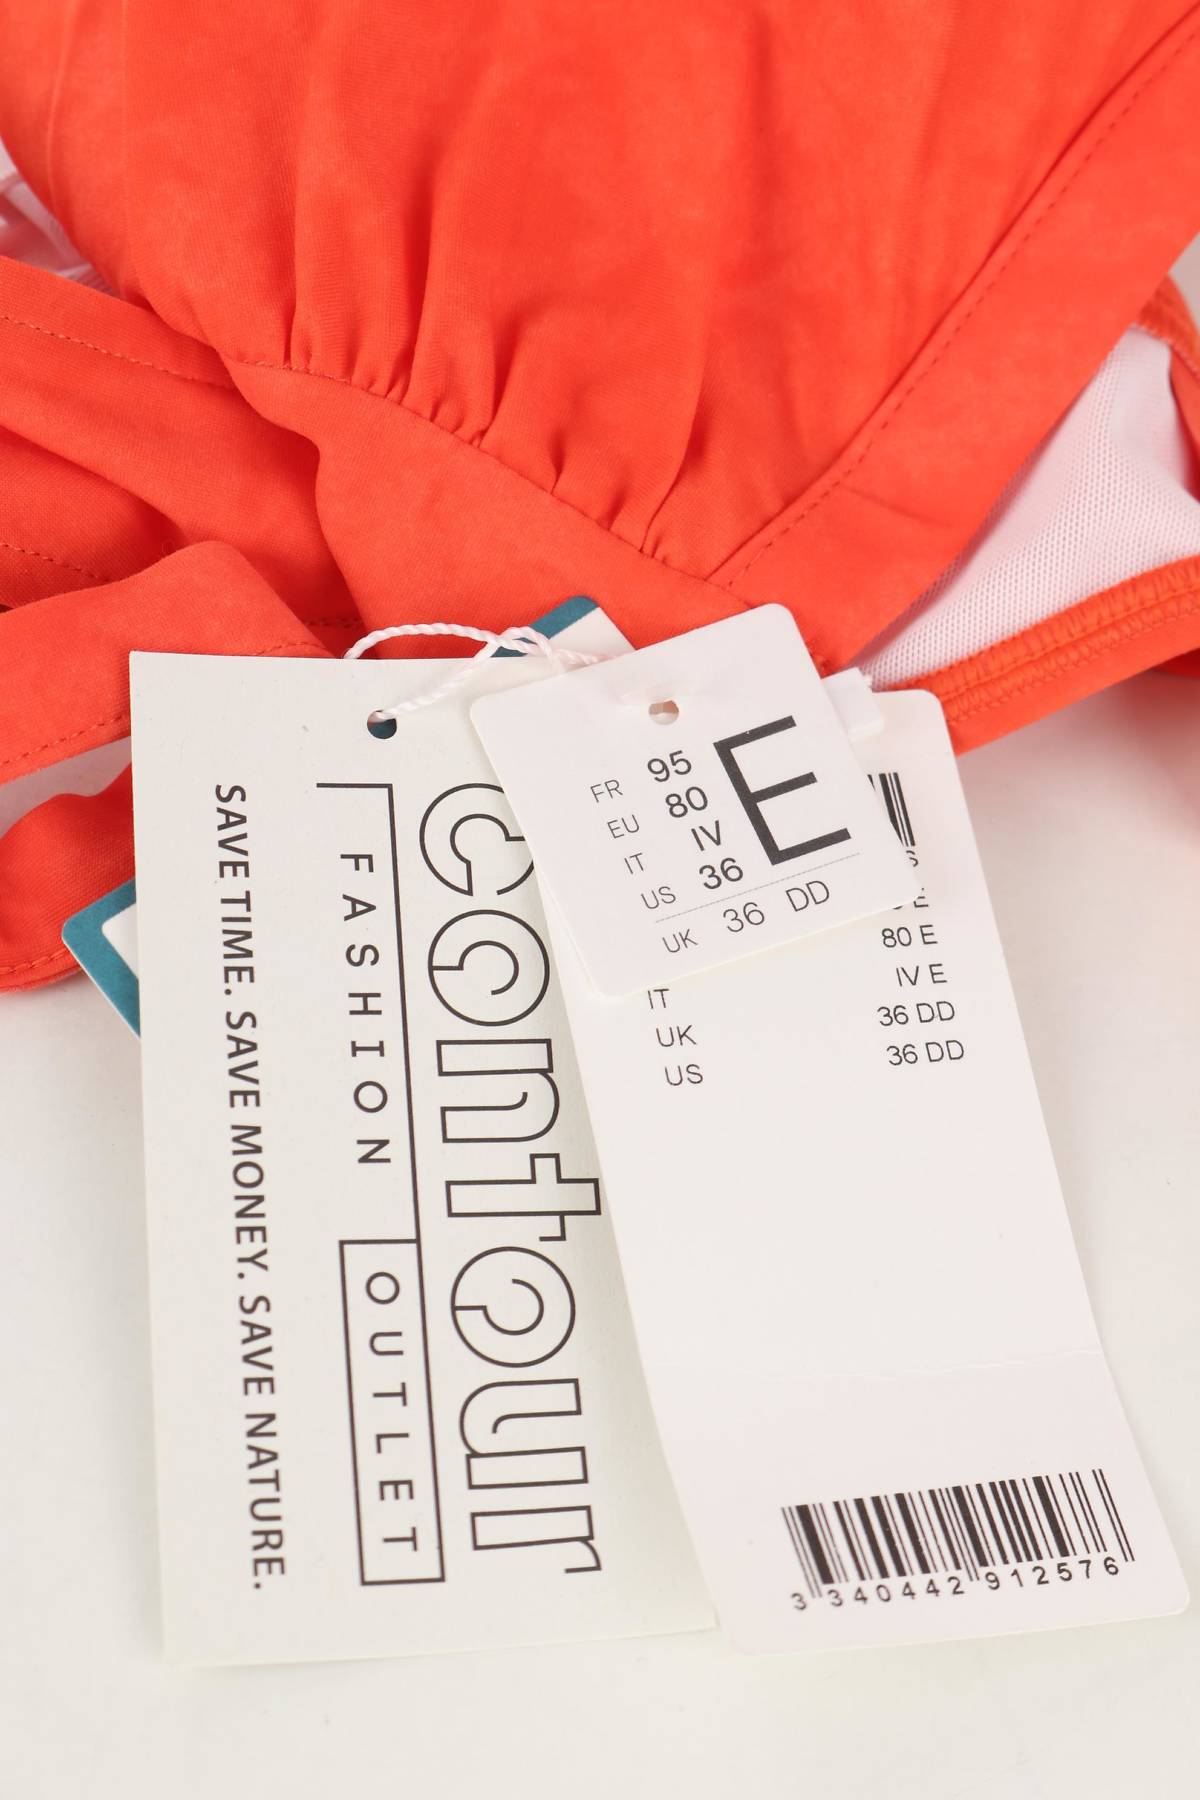 contour
FASHION OUTLET
SAVE TIME. SAVE MONEY. SAVE NATURE.
E
FR 95
EU 80
IT IV
US 36
UK 36 DD
E
80 E
IT IV E
UK 36 DD
US 36 DD
3 340442 912576